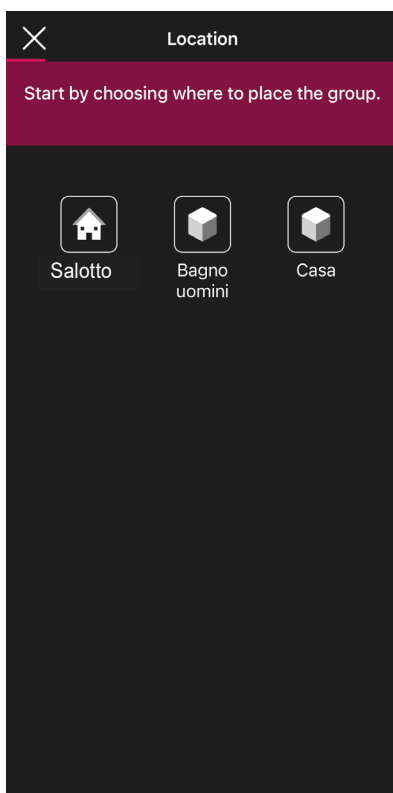 Location
Start by choosing where to place the group.
Salotto
Bagno
uomini
Casa